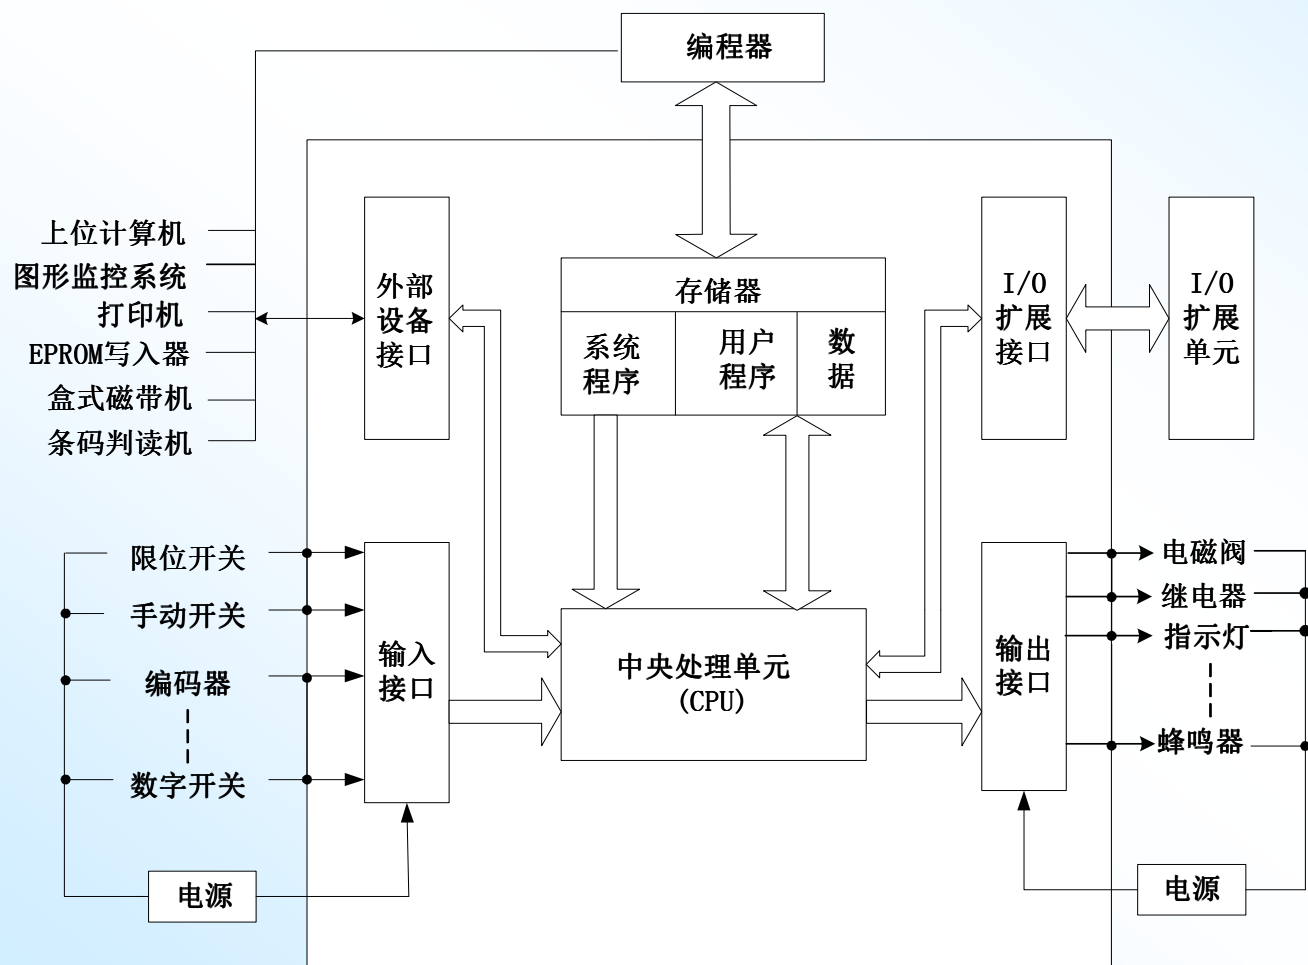 编程器
上位计算机
图形监控系统
打印机
EPROM写入器
盒式磁带机
条码判读机
外部
设备
接口
存储器
系统
程序
用户
程序
数
据
I/O
扩展
接口
I/O
扩展
单元
限位开关
手动开关
编码器
数字开关
输入
接口
中央处理单元
(CPU)
输出
接口
电磁阀
继电器
指示灯
蜂鸣器
电源
电源